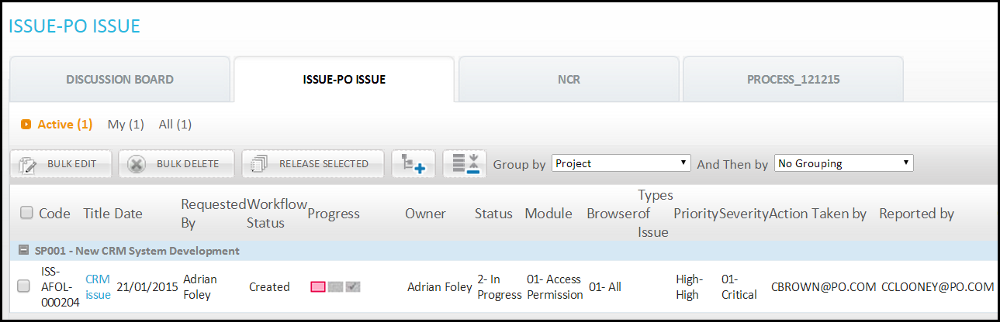 ISSUE-PO ISSUE
DISCUSSION BOARD ISSUE-PO ISSUE NCR PROCESS_121215
Active (1) My (1) All (1)
BULK EDIT BULK DELETE RELEASE SELECTED Group by Project And Then by No Grouping
Code Title Date Requested By Workflow Status Progress Owner Status Module Browser Types of Issue Priority Severity Action Taken by Reported by
SP001 - New CRM System Development
ISS-AFOL-000204 CRM issue 21/01/2015 Adrian Foley Created Adrian Foley 2- In Progress 01- Access Permission 01- All High-High 01-Critical CBROWN@PO.COM CCLOONEY@PO.COM